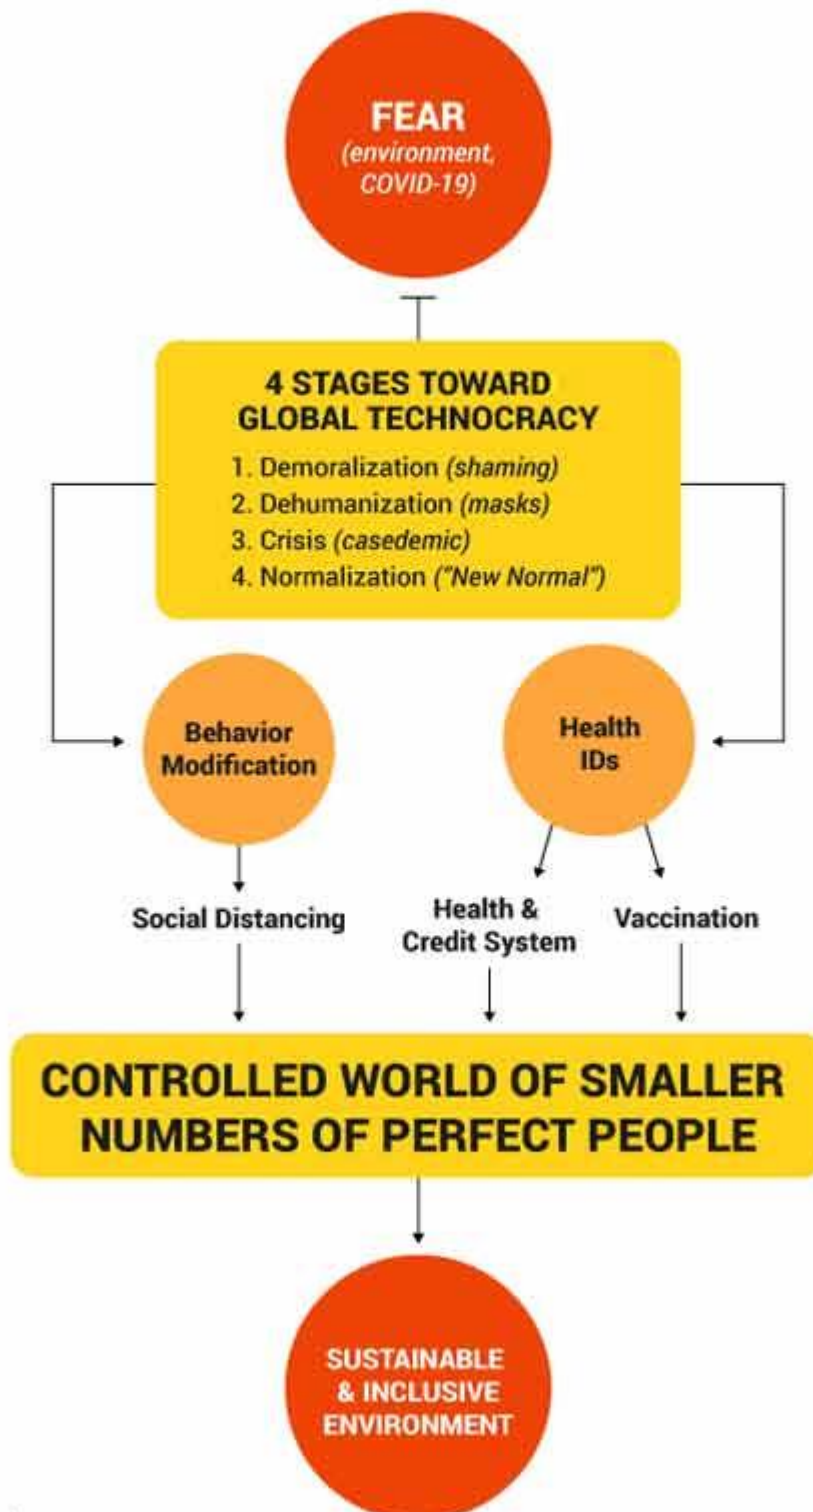 FEAR
(environment,
COVID-19)
4 STAGES TOWARD
GLOBAL TECHNOCRACY
1. Demoralization (shaming)
2. Dehumanization (masks)
3. Crisis (casedemic)
4. Normalization ("New Normal")
Behavior
Modification
Health
IDs
Social Distancing
Health &
Credit System
Vaccination
CONTROLLED WORLD OF SMALLER
NUMBERS OF PERFECT PEOPLE
SUSTAINABLE
& INCLUSIVE
ENVIRONMENT